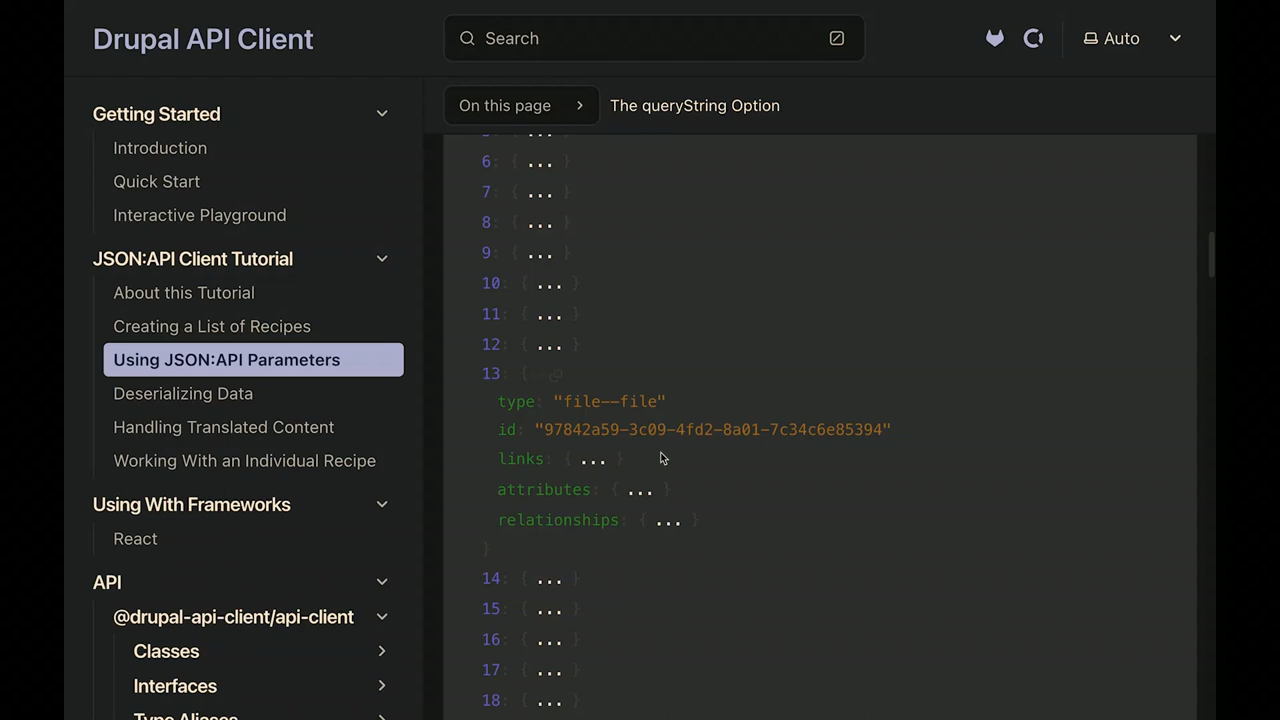 Drupal API Client
Search
Auto
Getting Started
Introduction
Quick Start
Interactive Playground
JSON:API Client Tutorial
About this Tutorial
Creating a List of Recipes
Using JSON:API Parameters
Deserializing Data
Handling Translated Content
Working With an Individual Recipe
Using With Frameworks
React
API
@drupal-api-client/api-client
Classes
Interfaces
Type Aliases
On this page
The queryString Option
6: { ... }
7: { ... }
8: { ... }
9: { ... }
10: { ... }
11: { ... }
12: { ... }
13: {
type: "file--file"
id: "97842a59-3c09-4fd2-8a01-7c34c6e85394"
links: { ... }
attributes: { ... }
relationships: { ... }
}
14: { ... }
15: { ... }
16: { ... }
17: { ... }
18: { ... }